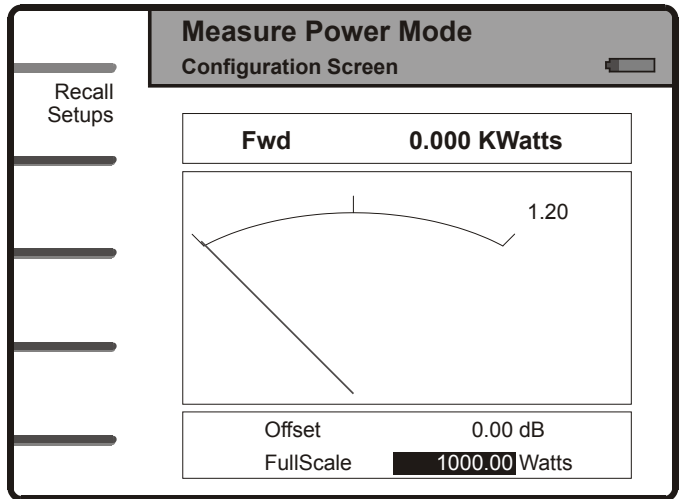 Measure Power Mode
Configuration Screen
Recall
Setups
Fwd 0.000 KWatts
1.20
Offset 0.00 dB
FullScale 1000.00 Watts